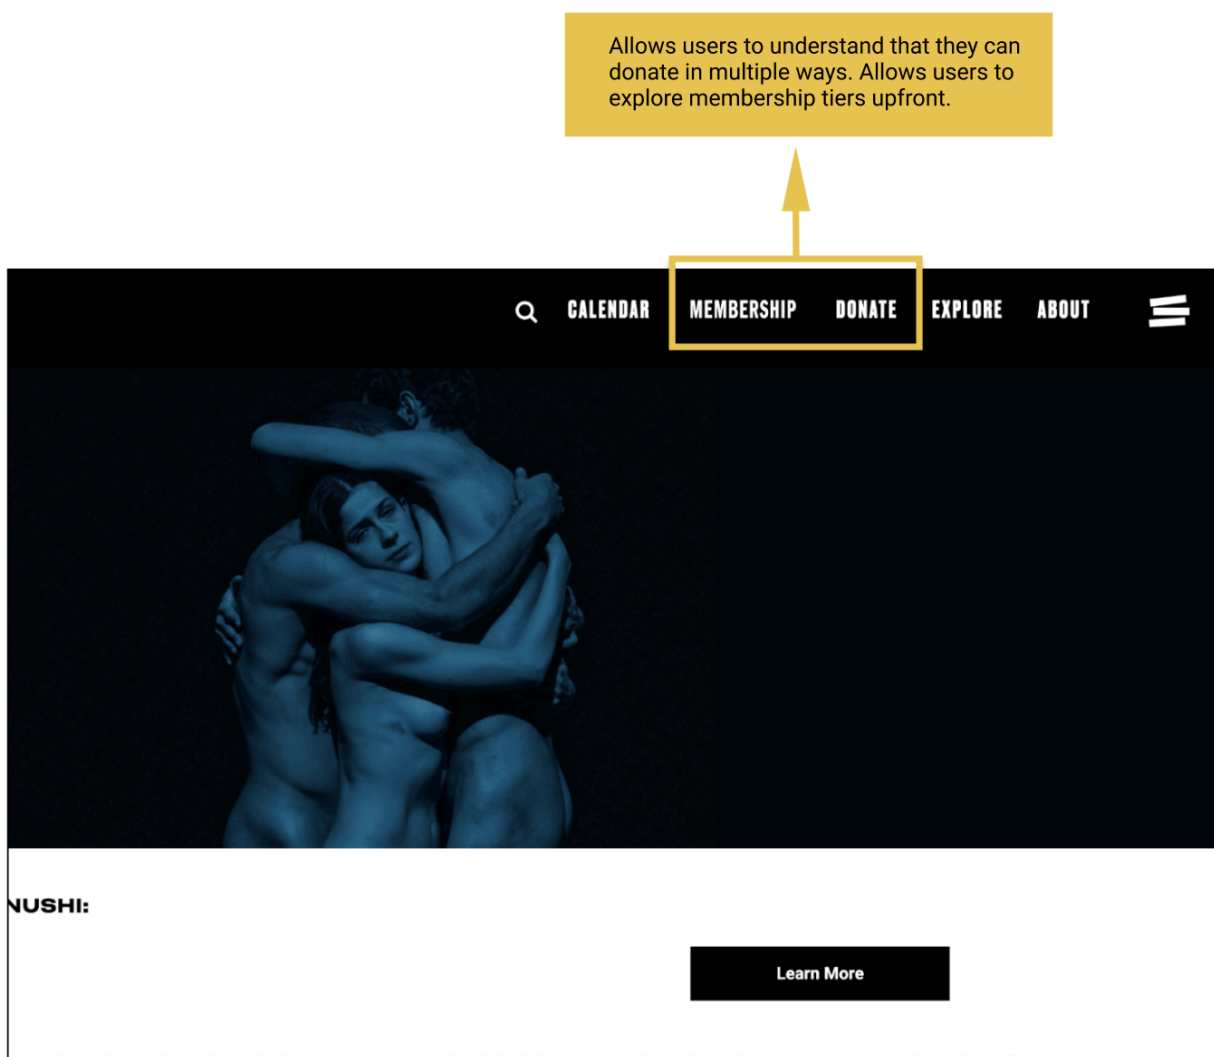 Allows users to understand that they can
donate in multiple ways. Allows users to
explore membership tiers upfront.
CALENDAR MEMBERSHIP DONATE EXPLORE ABOUT
NUSHI:
Learn More